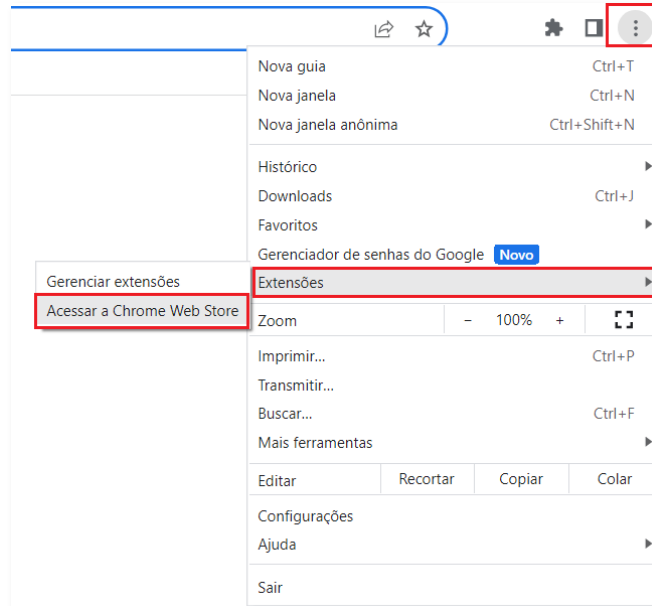 Nova guia Ctrl+T
Nova janela Ctrl+N
Nova janela anônima Ctrl+Shift+N
Histórico
Downloads Ctrl+J
Favoritos
Gerenciador de senhas do Google Novo
Gerenciar extensões
Extensões
Acessar a Chrome Web Store
Zoom - 100% +
Imprimir... Ctrl+P
Transmitir...
Buscar... Ctrl+F
Mais ferramentas
Editar Recortar Copiar Colar
Configurações
Ajuda
Sair